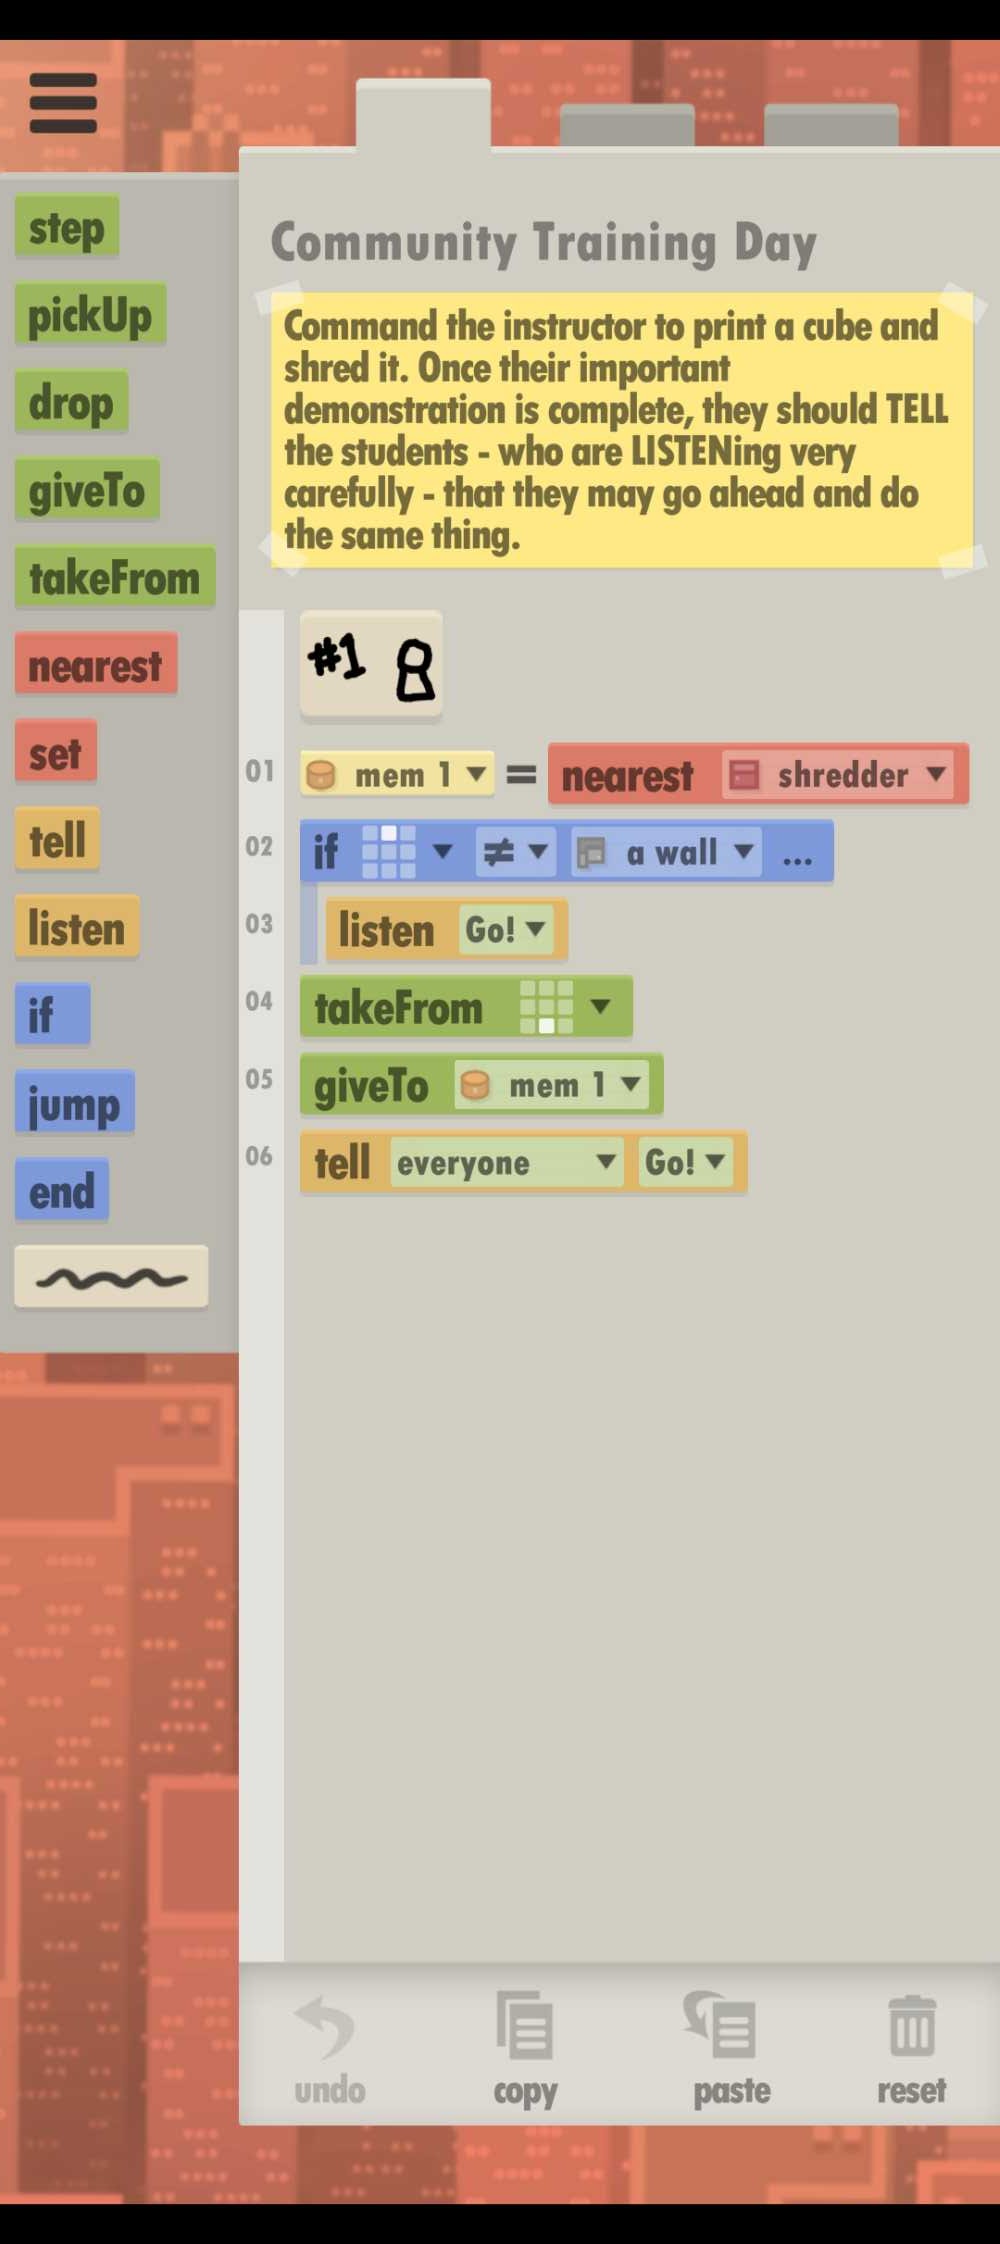 step
pickUp
drop
giveTo
takeFrom
nearest
set
tell
listen
if
jump
end
Community Training Day
Command the instructor to print a cube and
shred it. Once their important
demonstration is complete, they should TELL
the students - who are LISTENing very
carefully - that they may go ahead and do
the same thing.
#1 8
01 mem 1 = nearest shredder
02 if ≠ a wall ...
03 listen Go!
04 takeFrom
05 giveTo mem 1
06 tell everyone Go!
undo copy paste reset